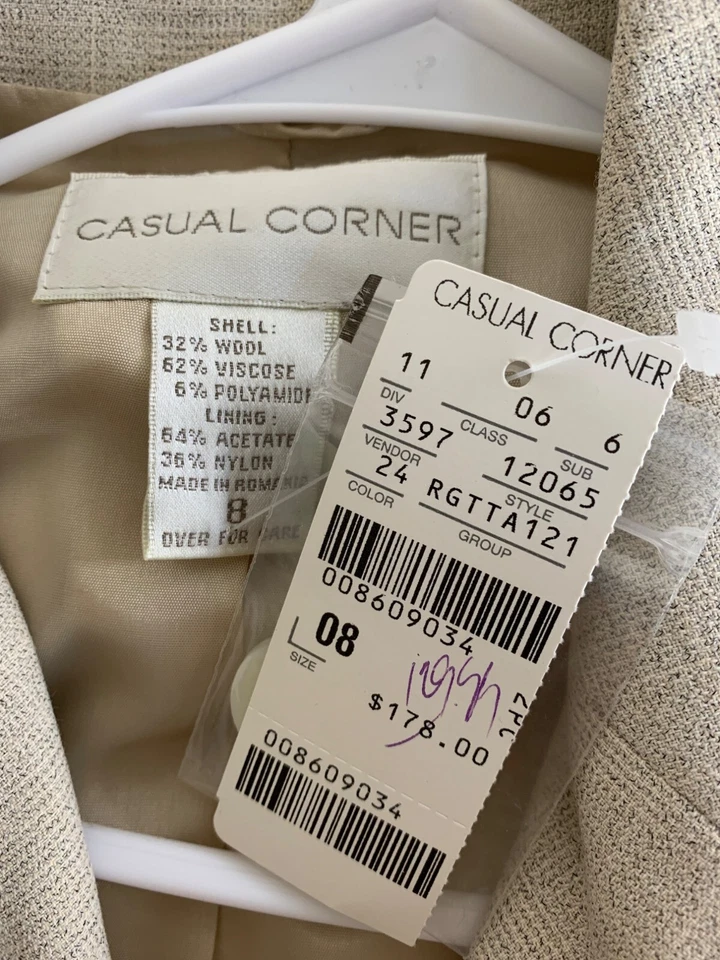 CASUAL CORNER
SHELL:
32% WOOL
62% VISCOSE
6% POLYAMID
LINING:
64% ACETATE
36% NYLON
MADE IN ROMANIA
8
OVER FOR CARE
CASUAL CORNER
11 06 6
DIV CLASS SUB
3597 12065
VENDOR STYLE
24 RGTTA121
COLOR GROUP
008609034
08
SIZE
2PC
$178.00
008609034